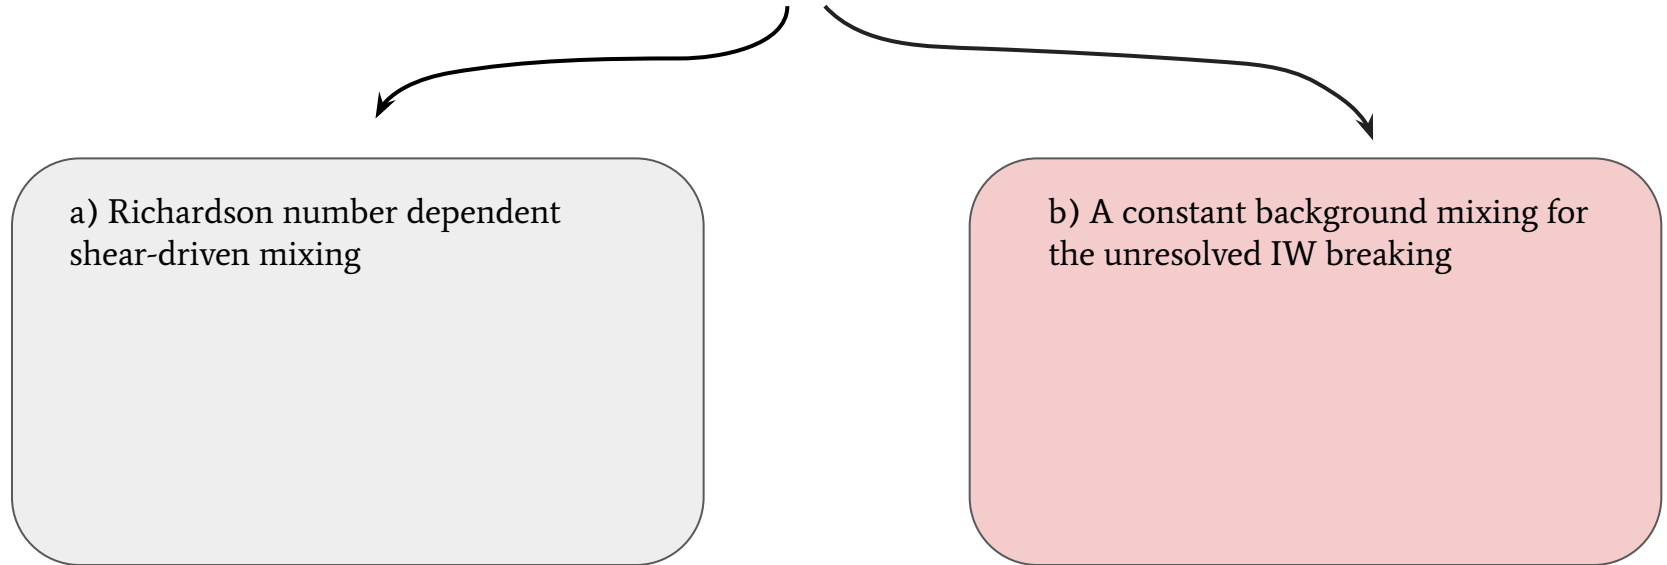 a) Richardson number dependent
shear-driven mixing
b) A constant background mixing for
the unresolved IW breaking